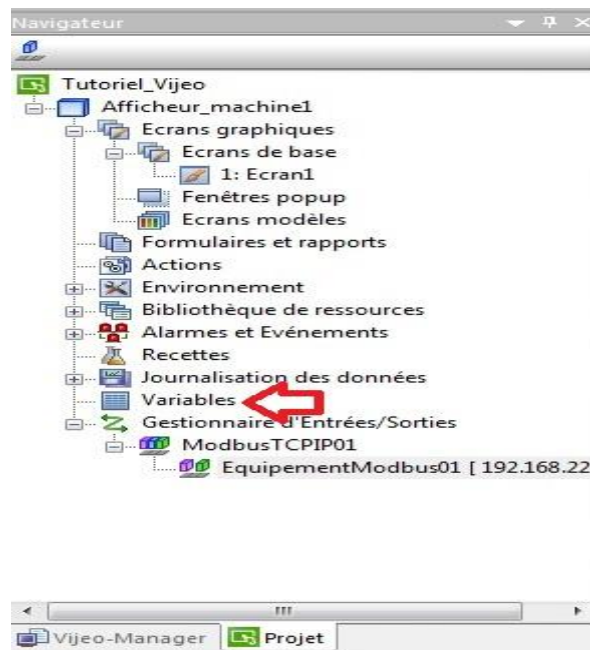 Navigateur
Tutoriel_Vijeo
Afficheur_machine1
Ecrans graphiques
Ecrans de base
1: Ecran1
Fenêtres popup
Ecrans modèles
Formulaires et rapports
Actions
Environnement
Bibliothèque de ressources
Alarmes et Evénements
Recettes
Journalisation des données
Variables
Gestionnaire d'Entrées/Sorties
ModbusTCPIP01
EquipementModbus01 [ 192.168.22
Vijeo-Manager Projet